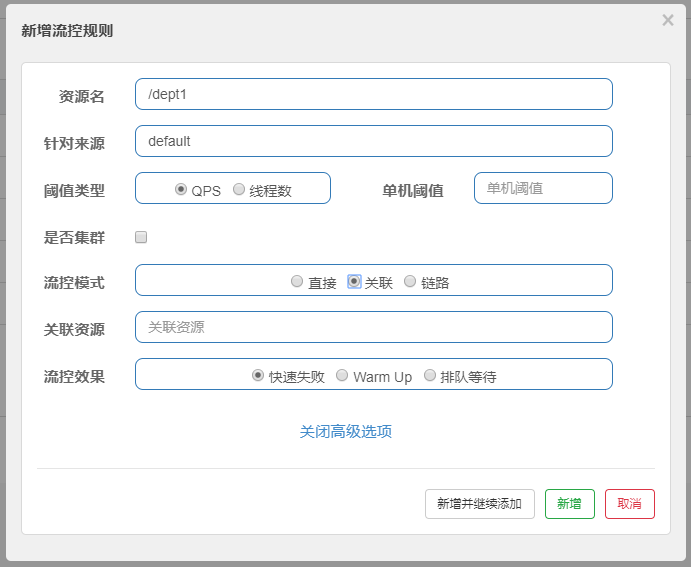 新增流控规则 ×
资源名 /dept1
针对来源 default
阈值类型 QPS 线程数 单机阈值 单机阈值
是否集群
流控模式 直接 关联 链路
关联资源 关联资源
流控效果 快速失败 Warm Up 排队等待
关闭高级选项
新增并继续添加 新增 取消